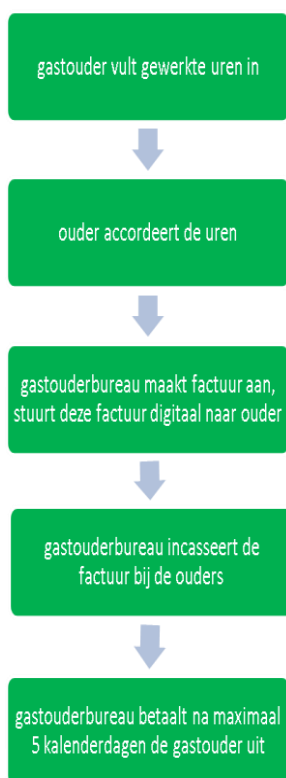 gastouder vult gewerkte uren in
ouder accordeert de uren
gastouderbureau maakt factuur aan,
stuurt deze factuur digitaal naar ouder
gastouderbureau incasseert de
factuur bij de ouders
gastouderbureau betaalt na maximaal
5 kalenderdagen de gastouder uit